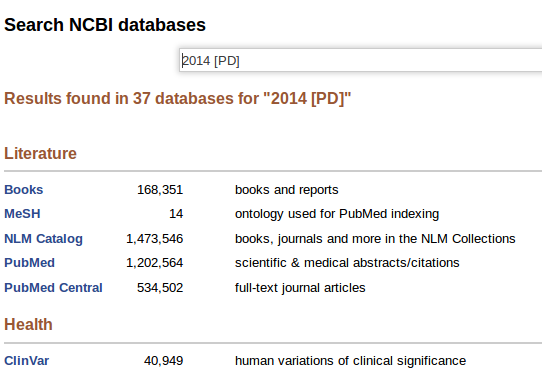 Search NCBI databases
2014 [PD]
Results found in 37 databases for "2014 [PD]"
Literature
Books 168,351 books and reports
MeSH 14 ontology used for PubMed indexing
NLM Catalog 1,473,546 books, journals and more in the NLM Collections
PubMed 1,202,564 scientific & medical abstracts/citations
PubMed Central 534,502 full-text journal articles
Health
ClinVar 40,949 human variations of clinical significance